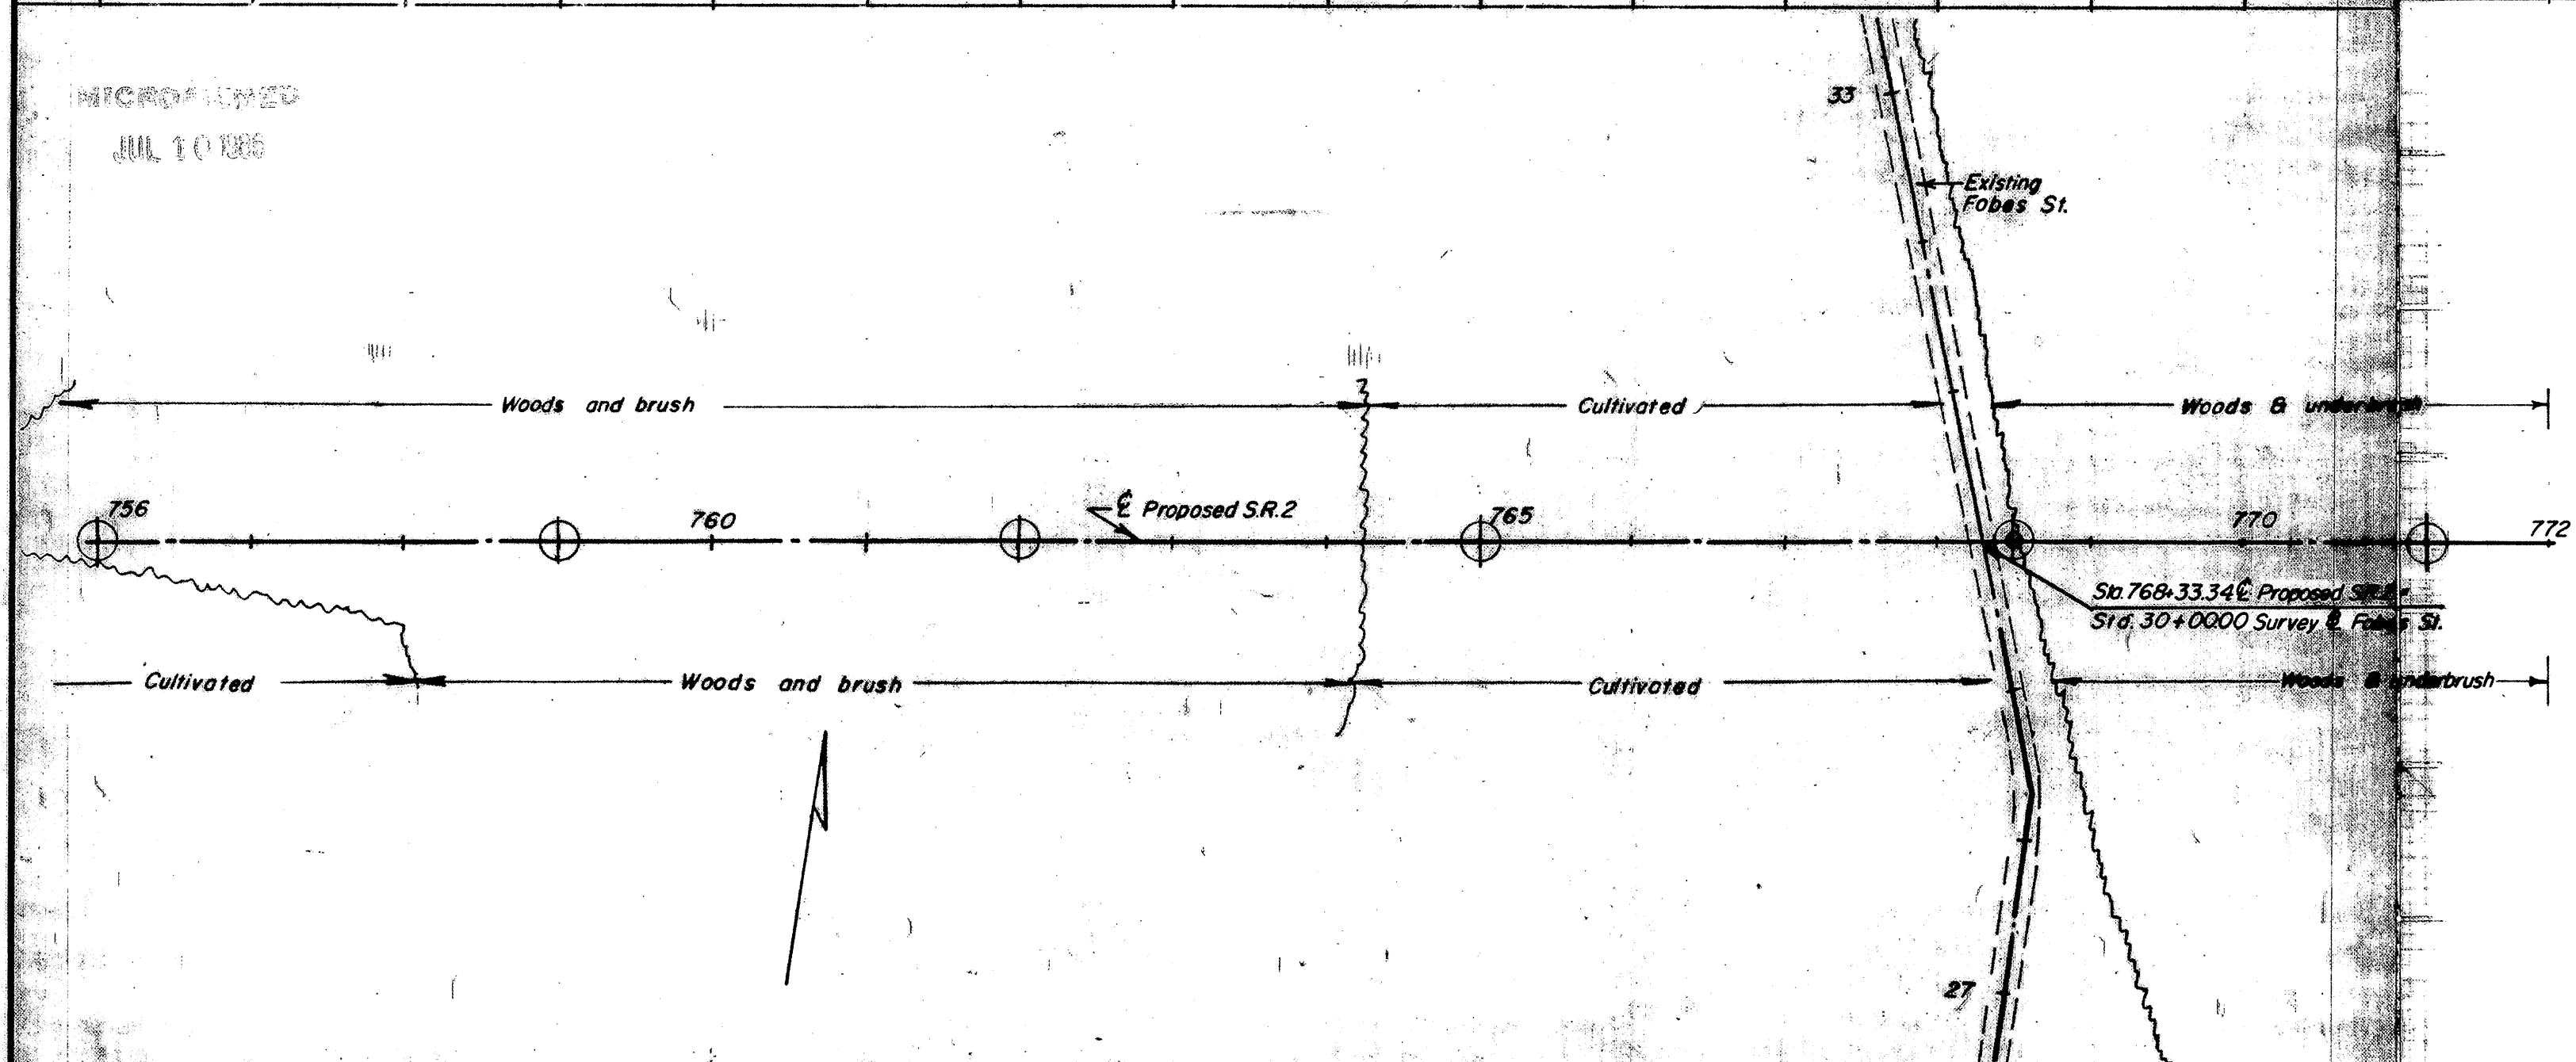 MICROFILMED
JUL 10 1986
33
Existing
Fobes St.
Woods and brush
Cultivated
Woods & underbrush
756
760
℄ Proposed S.R.2
765
770
772
Sta. 768+33.34 ℄ Proposed S.R.2 =
Sta. 30+00.00 Survey ℄ Fobes St.
Cultivated
Woods and brush
Cultivated
Woods & underbrush
27